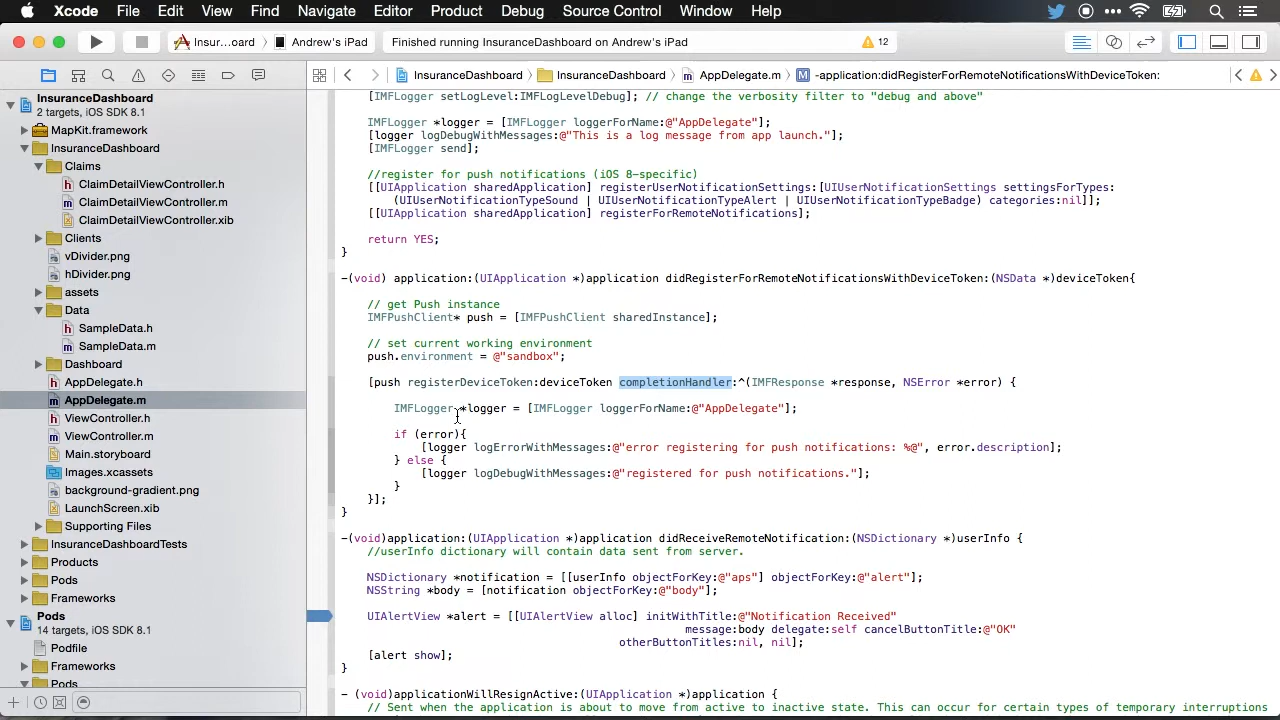 Xcode File Edit View Find Navigate Editor Product Debug Source Control Window Help
Insur...oard Andrew's iPad Finished running InsuranceDashboard on Andrew's iPad 12
InsuranceDashboard InsuranceDashboard AppDelegate.m M -application:didRegisterForRemoteNotificationsWithDeviceToken:
InsuranceDashboard
2 targets, iOS SDK 8.1
MapKit.framework
InsuranceDashboard
Claims
h ClaimDetailViewController.h
m ClaimDetailViewController.m
ClaimDetailViewController.xib
Clients
vDivider.png
hDivider.png
assets
Data
h SampleData.h
m SampleData.m
Dashboard
h AppDelegate.h
m AppDelegate.m
h ViewController.h
m ViewController.m
Main.storyboard
Images.xcassets
background-gradient.png
LaunchScreen.xib
Supporting Files
InsuranceDashboardTests
Products
Pods
Frameworks
Pods
14 targets, iOS SDK 8.1
Podfile
Frameworks
Pods
[IMFLogger setLogLevel:IMFLogLevelDebug]; // change the verbosity filter to "debug and above"
IMFLogger *logger = [IMFLogger loggerForName:@"AppDelegate"];
[logger logDebugWithMessages:@"This is a log message from app launch."];
[IMFLogger send];
//register for push notifications (iOS 8-specific)
[[UIApplication sharedApplication] registerUserNotificationSettings:[UIUserNotificationSettings settingsForTypes:
(UIUserNotificationTypeSound | UIUserNotificationTypeAlert | UIUserNotificationTypeBadge) categories:nil]];
[[UIApplication sharedApplication] registerForRemoteNotifications];
return YES;
}
-(void) application:(UIApplication *)application didRegisterForRemoteNotificationsWithDeviceToken:(NSData *)deviceToken{
// get Push instance
IMFPushClient* push = [IMFPushClient sharedInstance];
// set current working environment
push.environment = @"sandbox";
[push registerDeviceToken:deviceToken completionHandler:^(IMFResponse *response, NSError *error) {
IMFLogger *logger = [IMFLogger loggerForName:@"AppDelegate"];
if (error){
[logger logErrorWithMessages:@"error registering for push notifications: %@", error.description];
} else {
[logger logDebugWithMessages:@"registered for push notifications."];
}
}];
}
-(void)application:(UIApplication *)application didReceiveRemoteNotification:(NSDictionary *)userInfo {
//userInfo dictionary will contain data sent from server.
NSDictionary *notification = [[userInfo objectForKey:@"aps"] objectForKey:@"alert"];
NSString *body = [notification objectForKey:@"body"];
UIAlertView *alert = [[UIAlertView alloc] initWithTitle:@"Notification Received"
message:body delegate:self cancelButtonTitle:@"OK"
otherButtonTitles:nil, nil];
[alert show];
}
- (void)applicationWillResignActive:(UIApplication *)application {
// Sent when the application is about to move from active to inactive state. This can occur for certain types of temporary interruptions